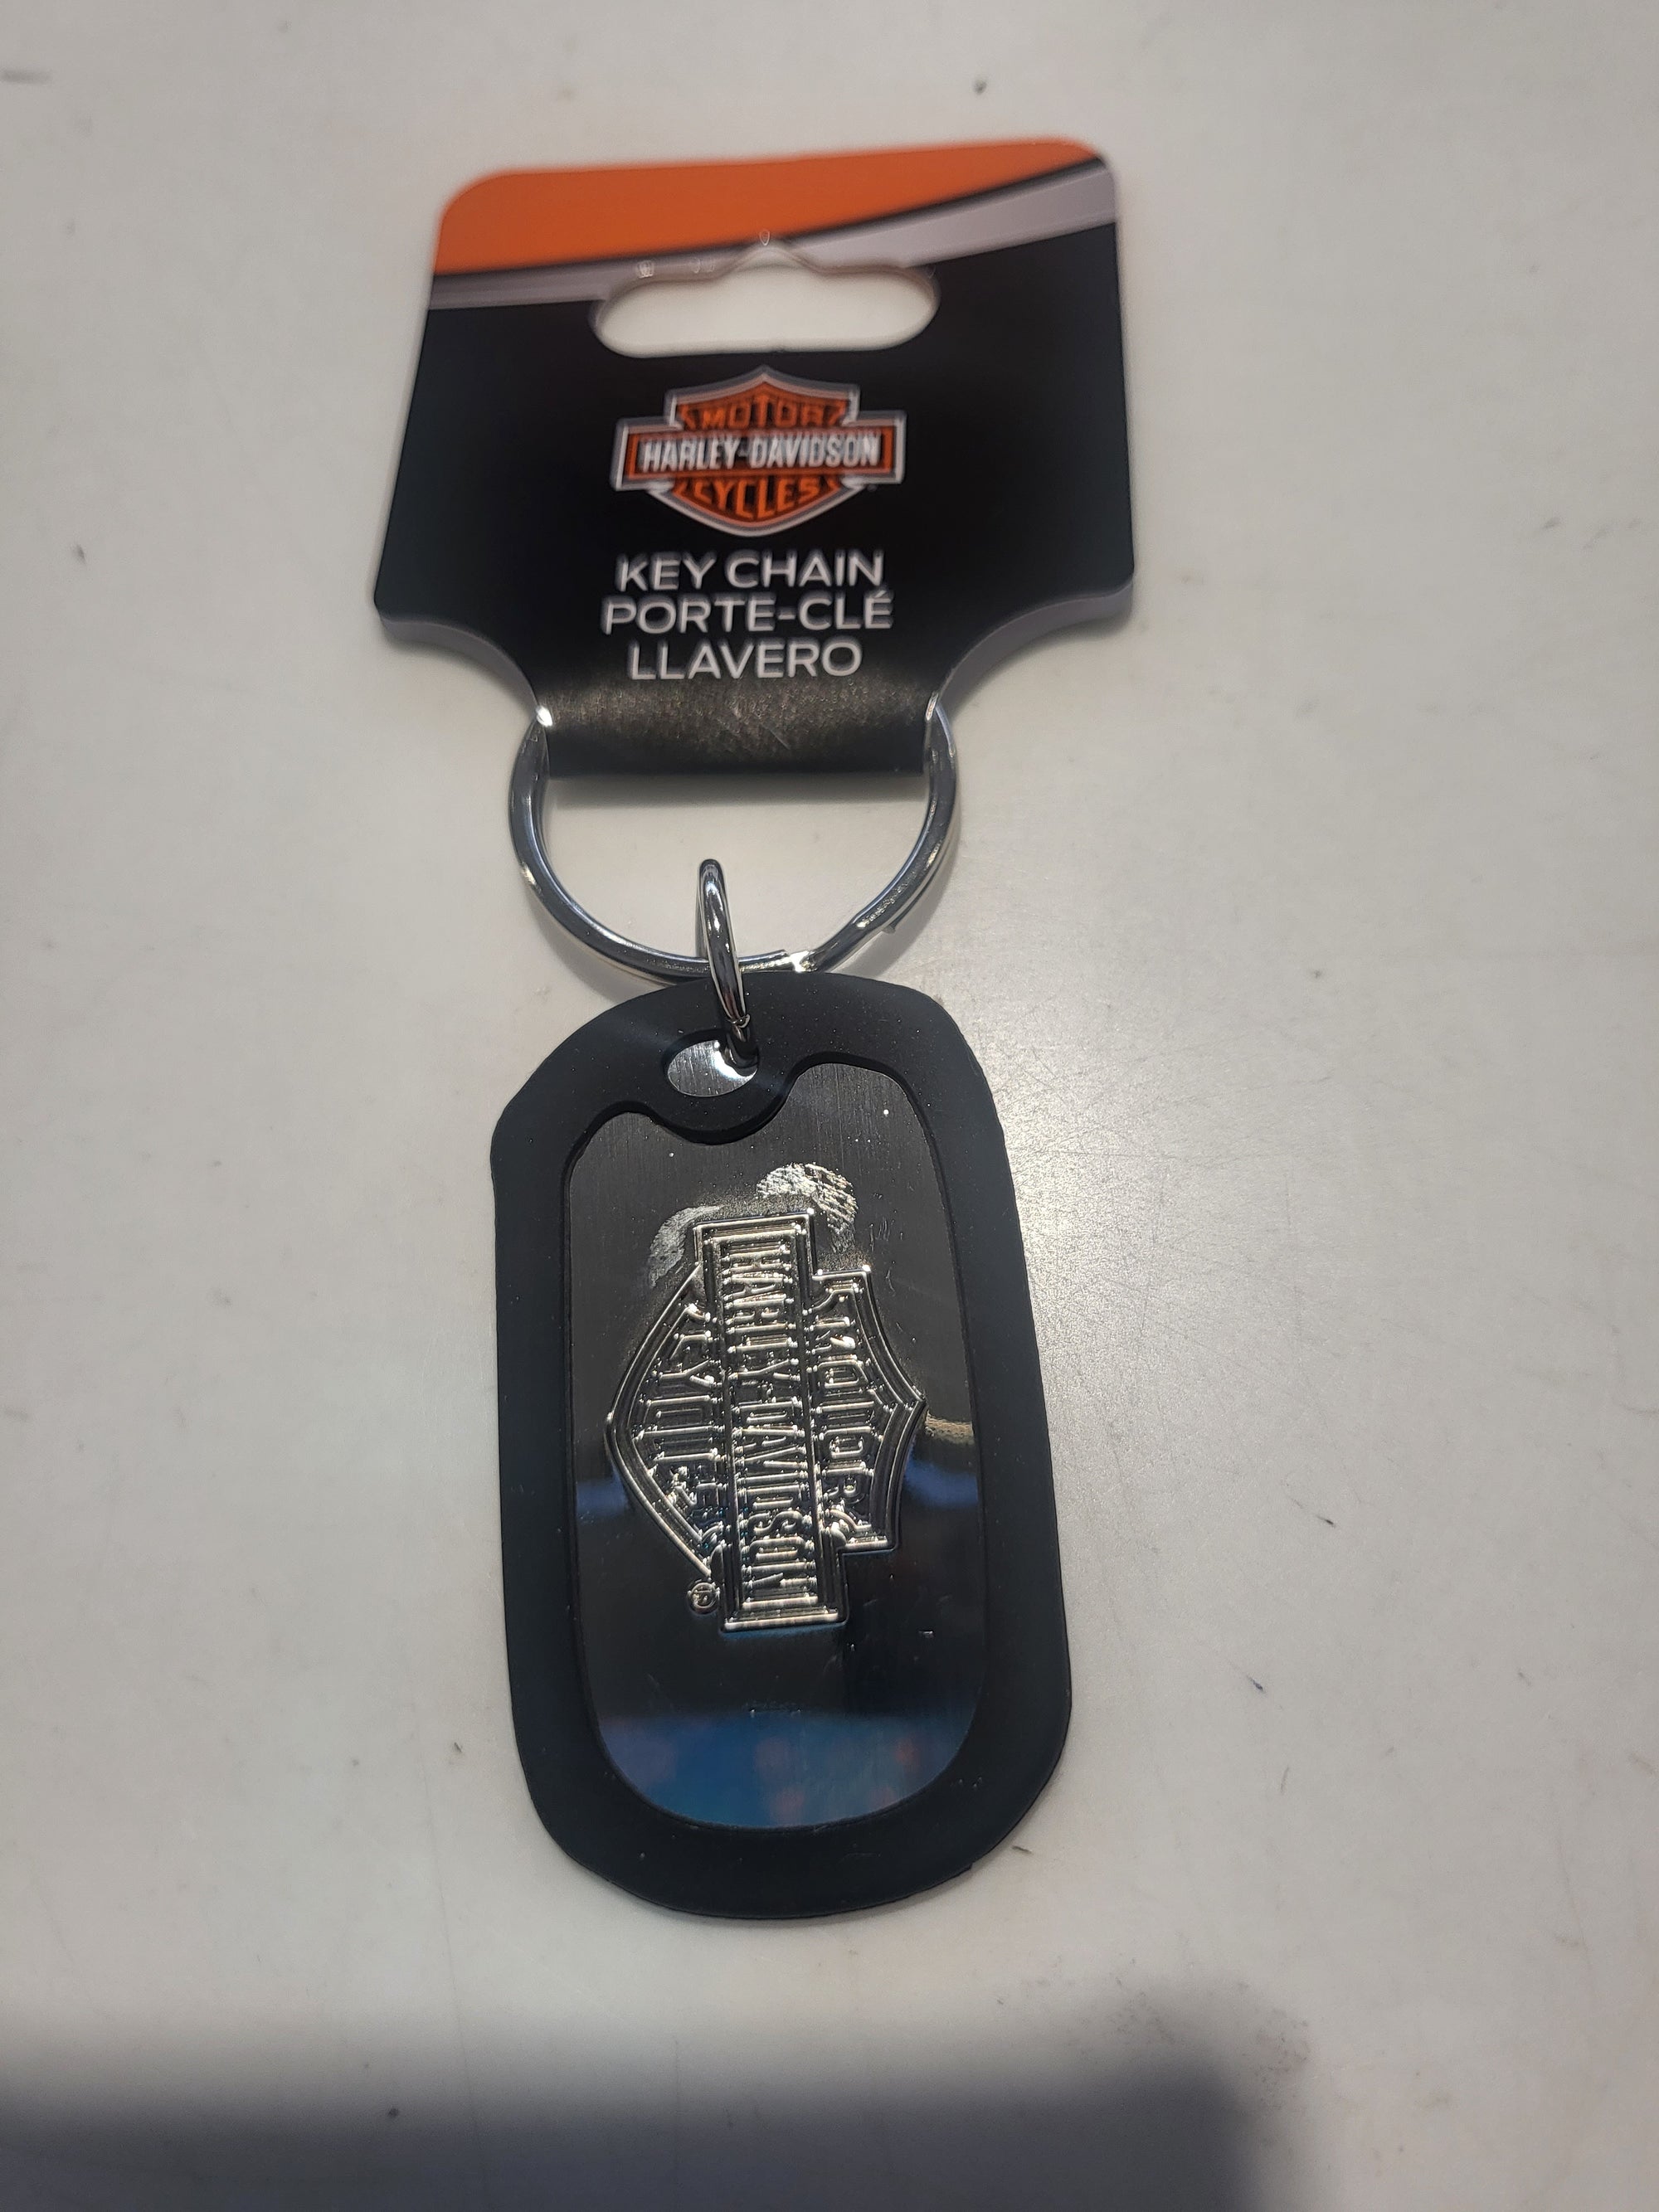 MOTOR
HARLEY-DAVIDSON
CYCLES
KEY CHAIN
PORTE-CLÉ
LLAVERO
MOTOR
HARLEY-DAVIDSON
CYCLES
®